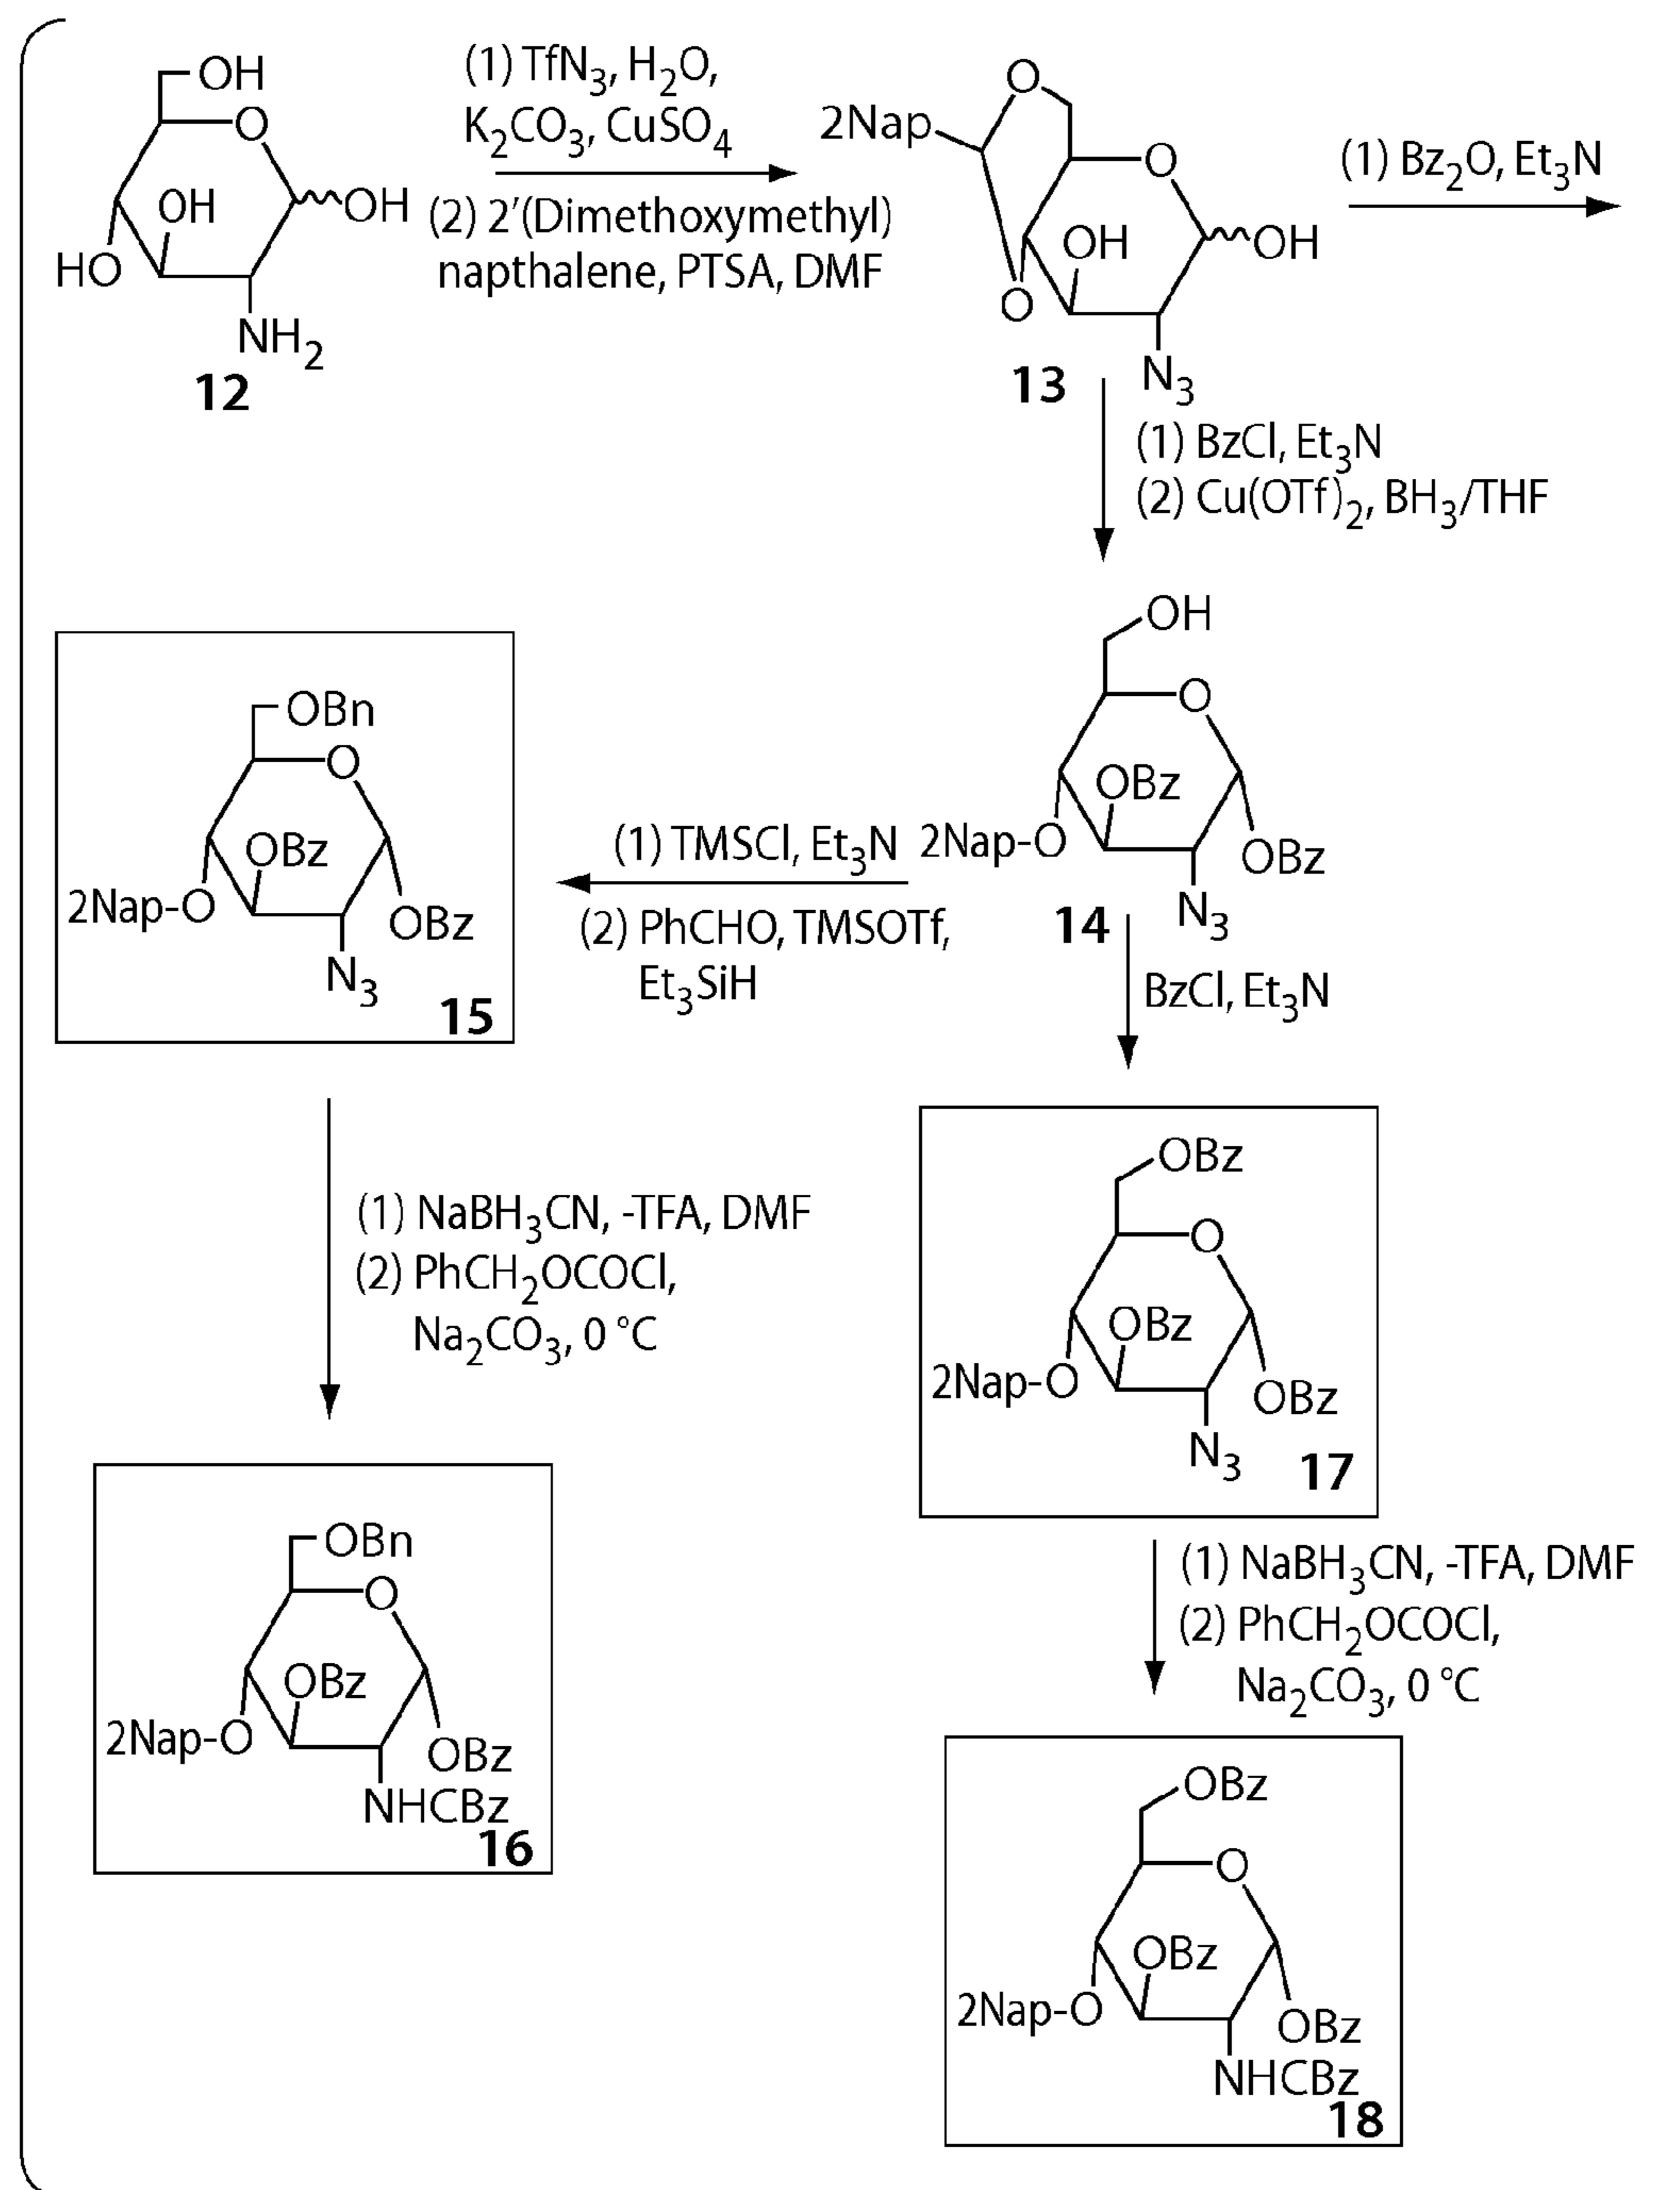 OH
O
OH
OH
HO
NH2
12
(1) TfN3, H2O,
K2CO3, CuSO4
(2) 2'(Dimethoxymethyl)
napthalene, PTSA, DMF
O
2Nap
O
OH
OH
O
N3
13
(1) Bz2O, Et3N
(1) BzCl, Et3N
(2) Cu(OTf)2, BH3/THF
OH
O
OBz
2Nap-O
OBz
N3
14
(1) TMSCl, Et3N
(2) PhCHO, TMSOTf,
Et3SiH
OBn
O
OBz
2Nap-O
OBz
N3
15
BzCl, Et3N
OBz
O
OBz
2Nap-O
OBz
N3
17
(1) NaBH3CN, -TFA, DMF
(2) PhCH2OCOCl,
Na2CO3, 0 °C
OBn
O
OBz
2Nap-O
OBz
NHCBz
16
(1) NaBH3CN, -TFA, DMF
(2) PhCH2OCOCl,
Na2CO3, 0 °C
OBz
O
OBz
2Nap-O
OBz
NHCBz
18